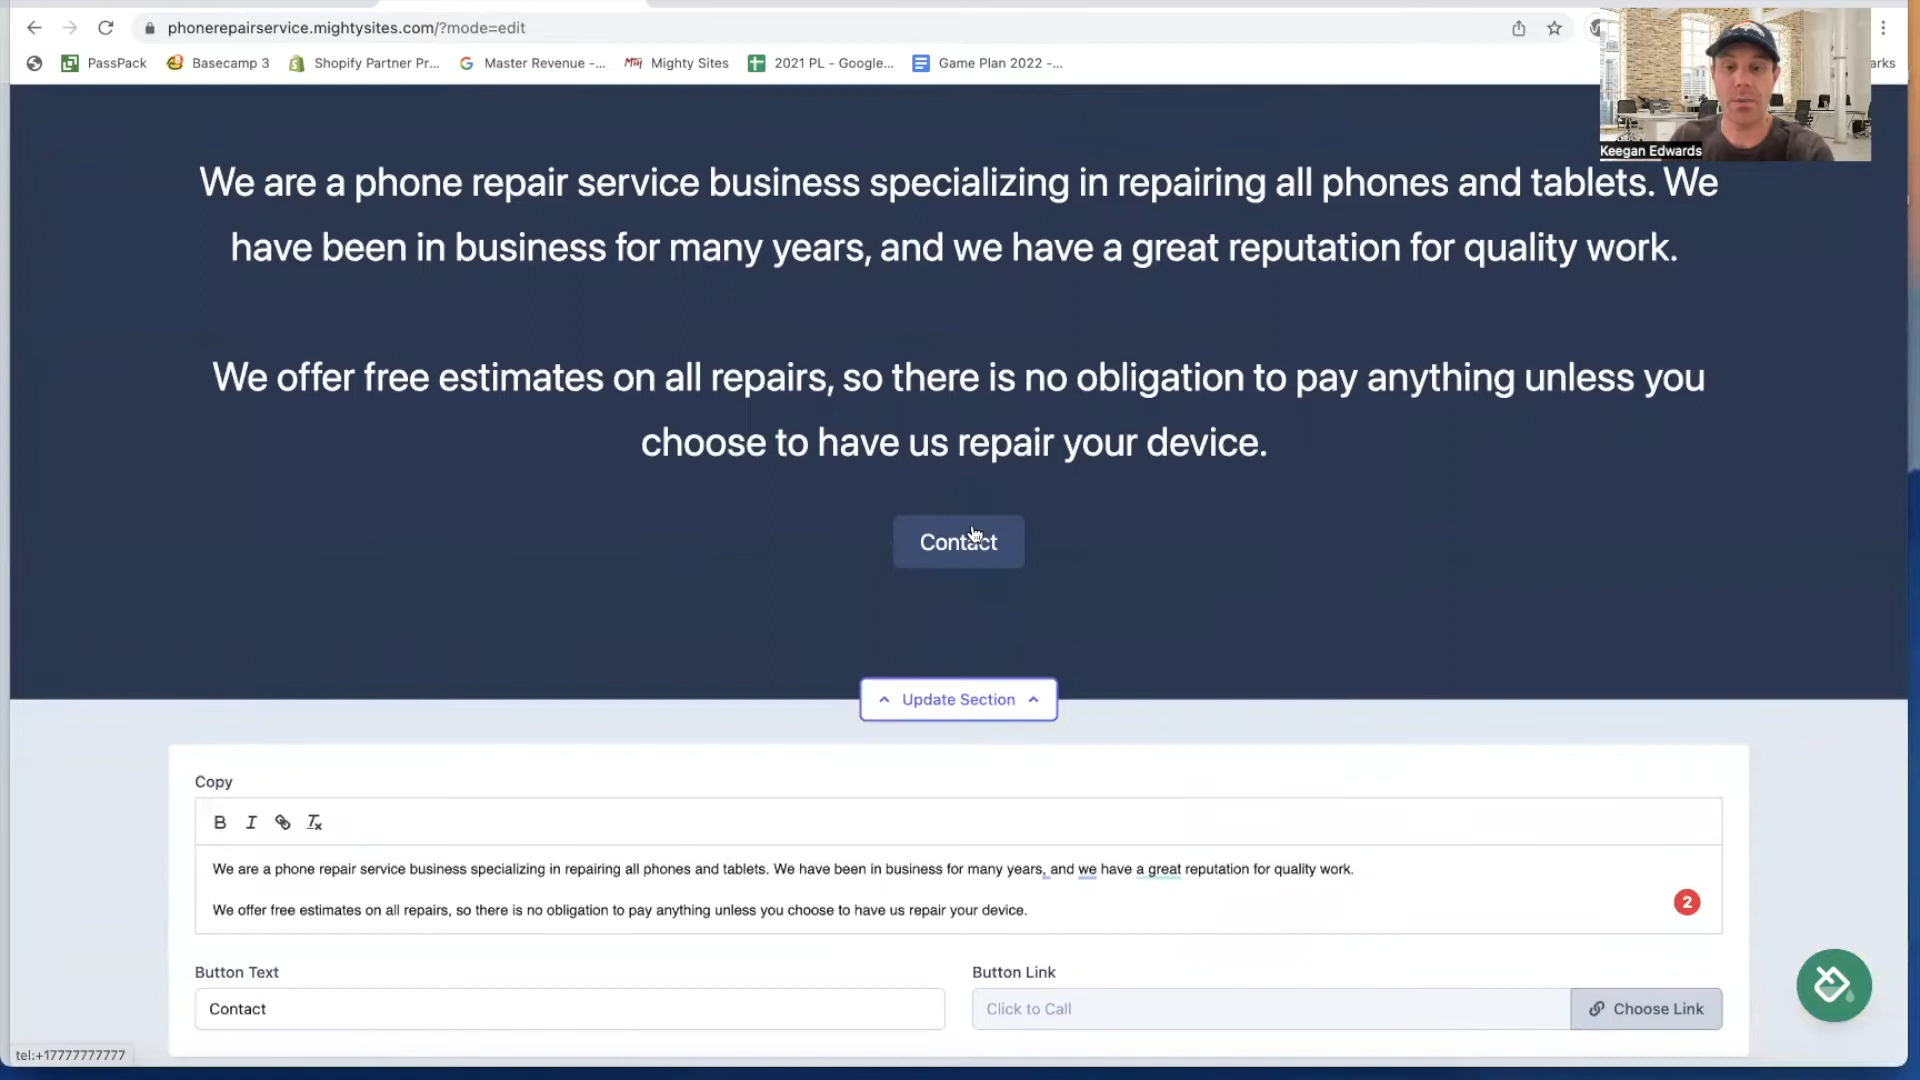 phonerepairservice.mightysites.com/?mode=edit
PassPack
Basecamp 3
Shopify Partner Pr...
Master Revenue -...
Mighty Sites
2021 PL - Google...
Game Plan 2022 -...
arks
Keegan Edwards
We are a phone repair service business specializing in repairing all phones and tablets. We
have been in business for many years, and we have a great reputation for quality work.
We offer free estimates on all repairs, so there is no obligation to pay anything unless you
choose to have us repair your device.
Contact
Update Section
Copy
B I
We are a phone repair service business specializing in repairing all phones and tablets. We have been in business for many years, and we have a great reputation for quality work.
We offer free estimates on all repairs, so there is no obligation to pay anything unless you choose to have us repair your device.
2
Button Text
Button Link
Contact
Click to Call
Choose Link
tel:+17777777777